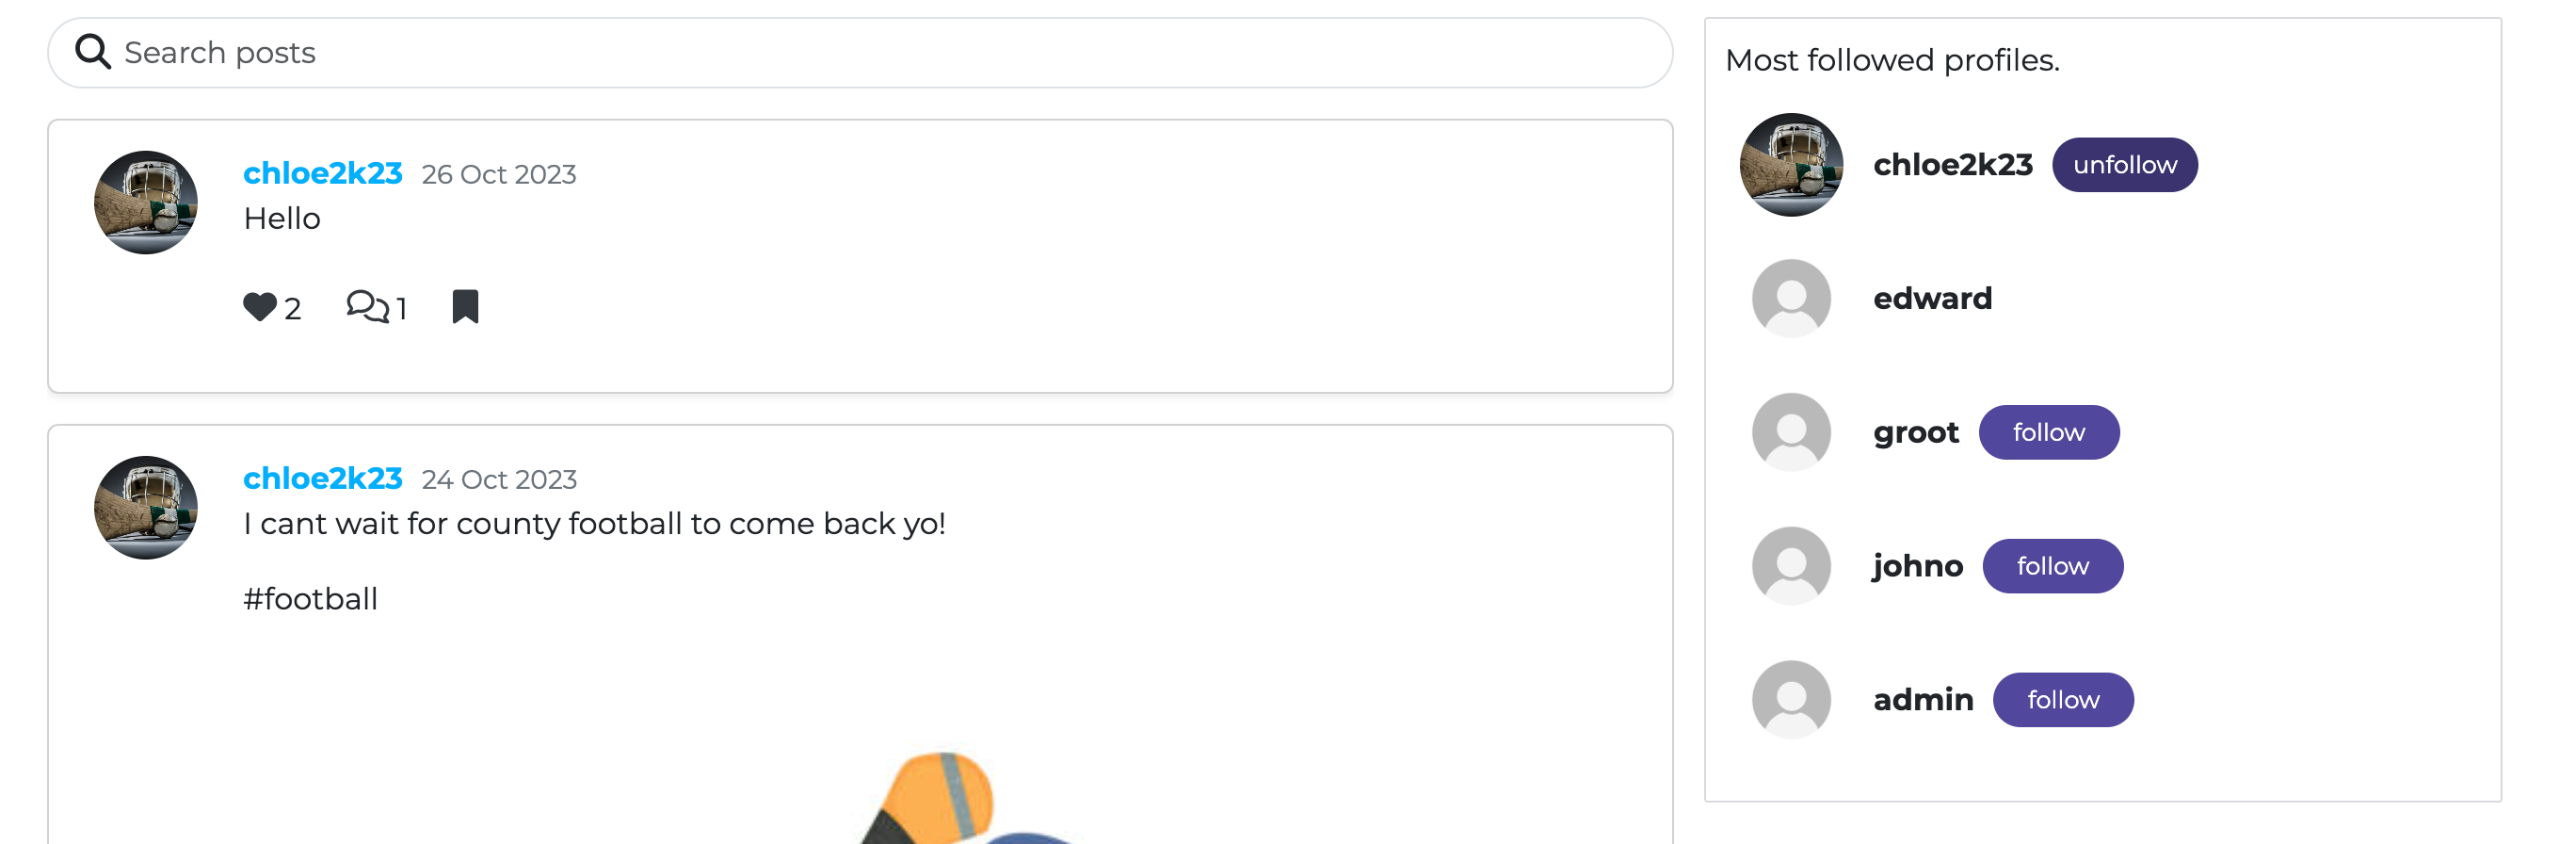 Search posts
chloe2k23 26 Oct 2023
Hello
2 1
chloe2k23 24 Oct 2023
I cant wait for county football to come back yo!
#football
Most followed profiles.
chloe2k23 unfollow
edward
groot follow
johno follow
admin follow